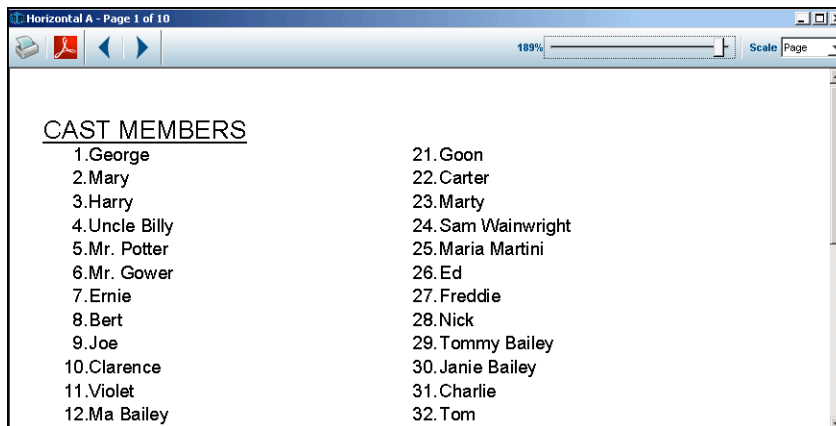 Horizontal A - Page 1 of 10
189%
Scale Page
CAST MEMBERS
1.George
2.Mary
3.Harry
4.Uncle Billy
5.Mr. Potter
6.Mr. Gower
7.Ernie
8.Bert
9.Joe
10.Clarence
11.Violet
12.Ma Bailey
21.Goon
22.Carter
23.Marty
24.Sam Wainwright
25.Maria Martini
26.Ed
27.Freddie
28.Nick
29.Tommy Bailey
30.Janie Bailey
31.Charlie
32.Tom